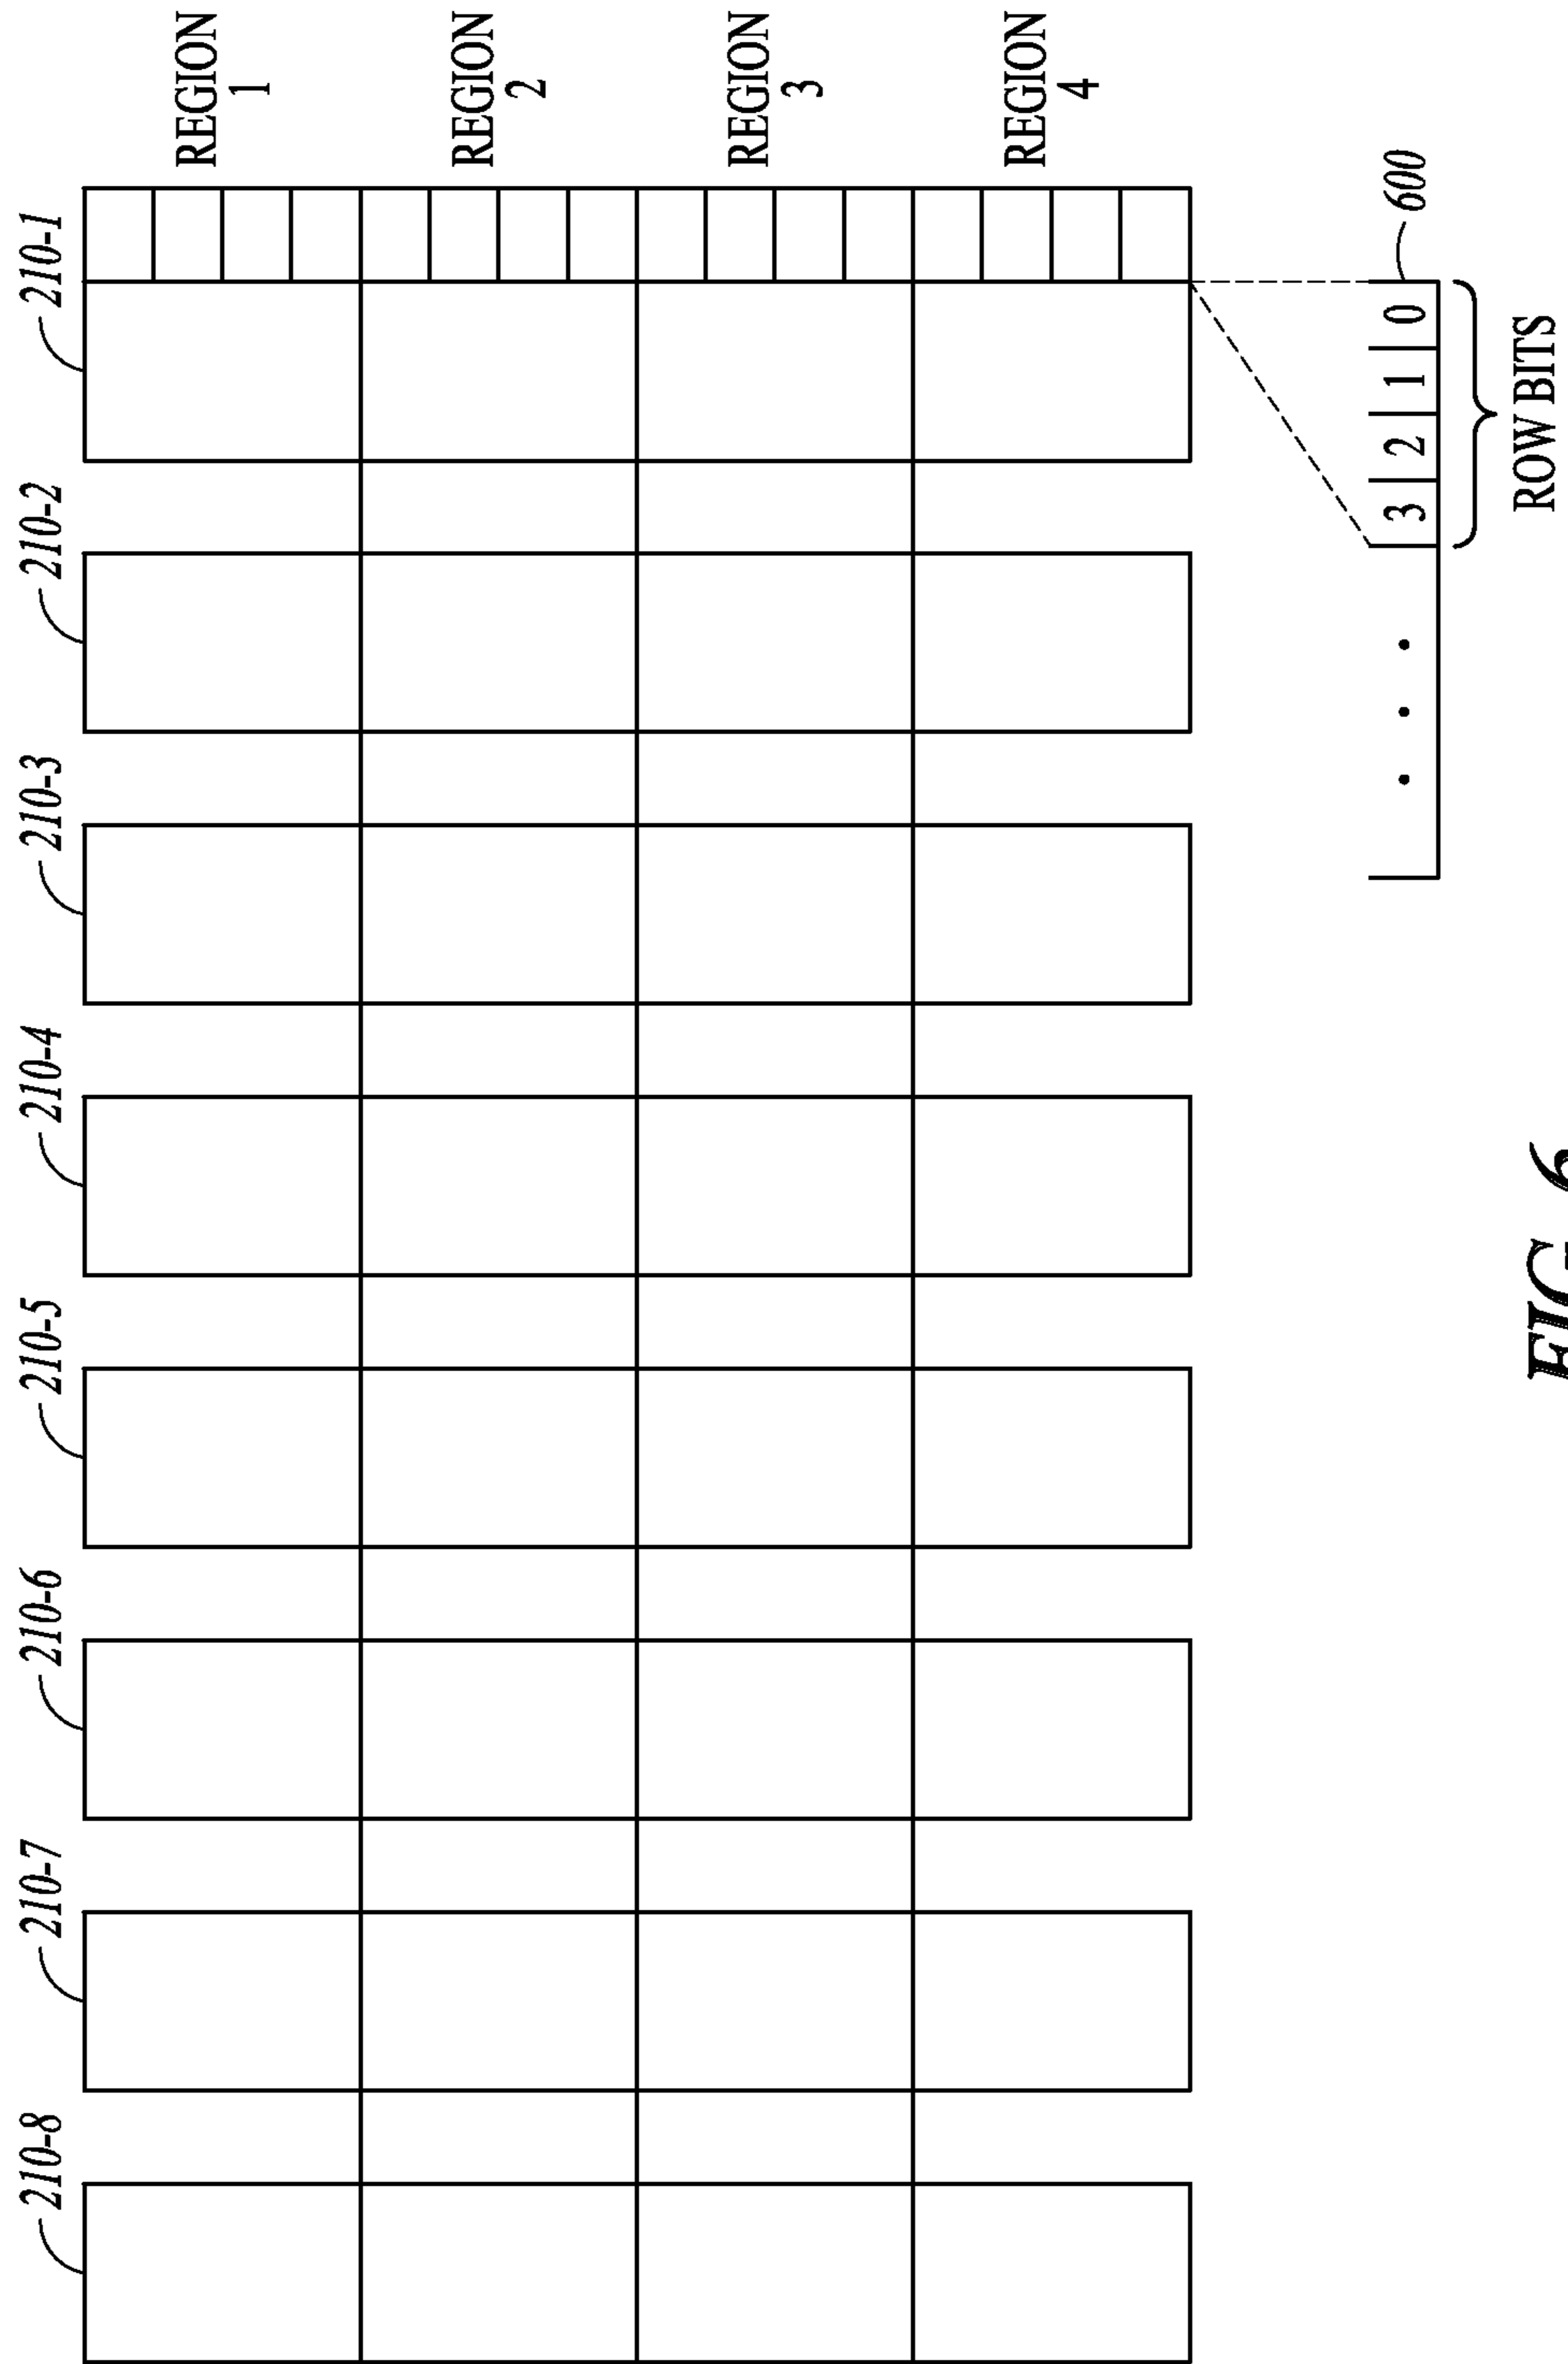 210-8
210-7
210-6
210-5
210-4
210-3
210-2
210-1
REGION
1
REGION
2
REGION
3
REGION
4
3 2 1 0
600
ROW BITS
FIG. 6